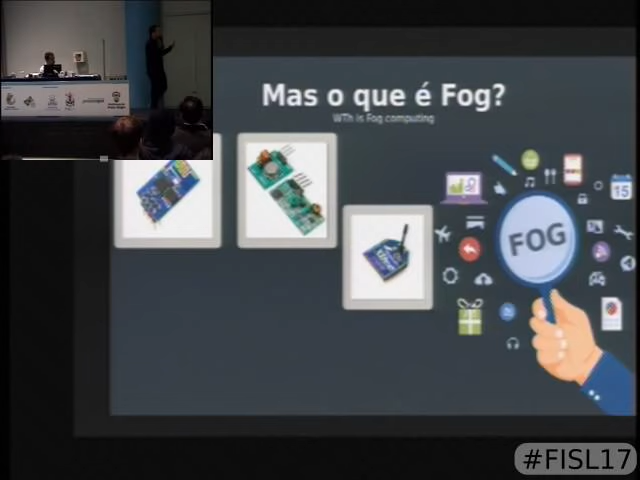 Mas o que é Fog?
WTh is Fog computing
FOG
15
#FISL17